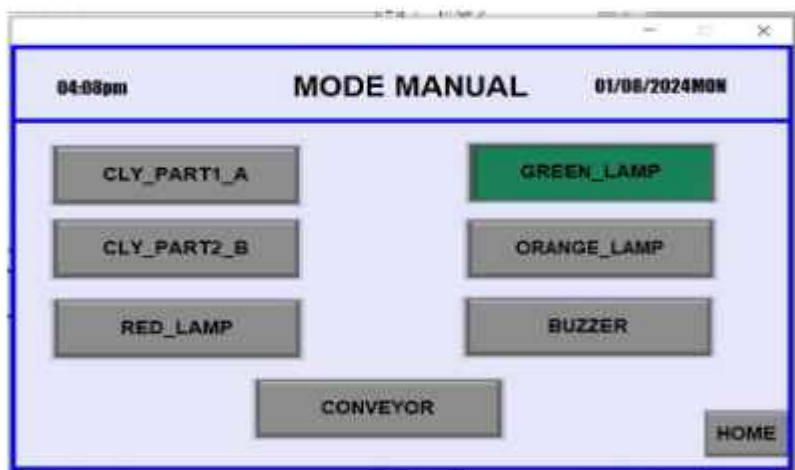 04:08pm MODE MANUAL 01/08/2024MON
CLY_PART1_A GREEN_LAMP
CLY_PART2_B ORANGE_LAMP
RED_LAMP BUZZER
CONVEYOR
HOME